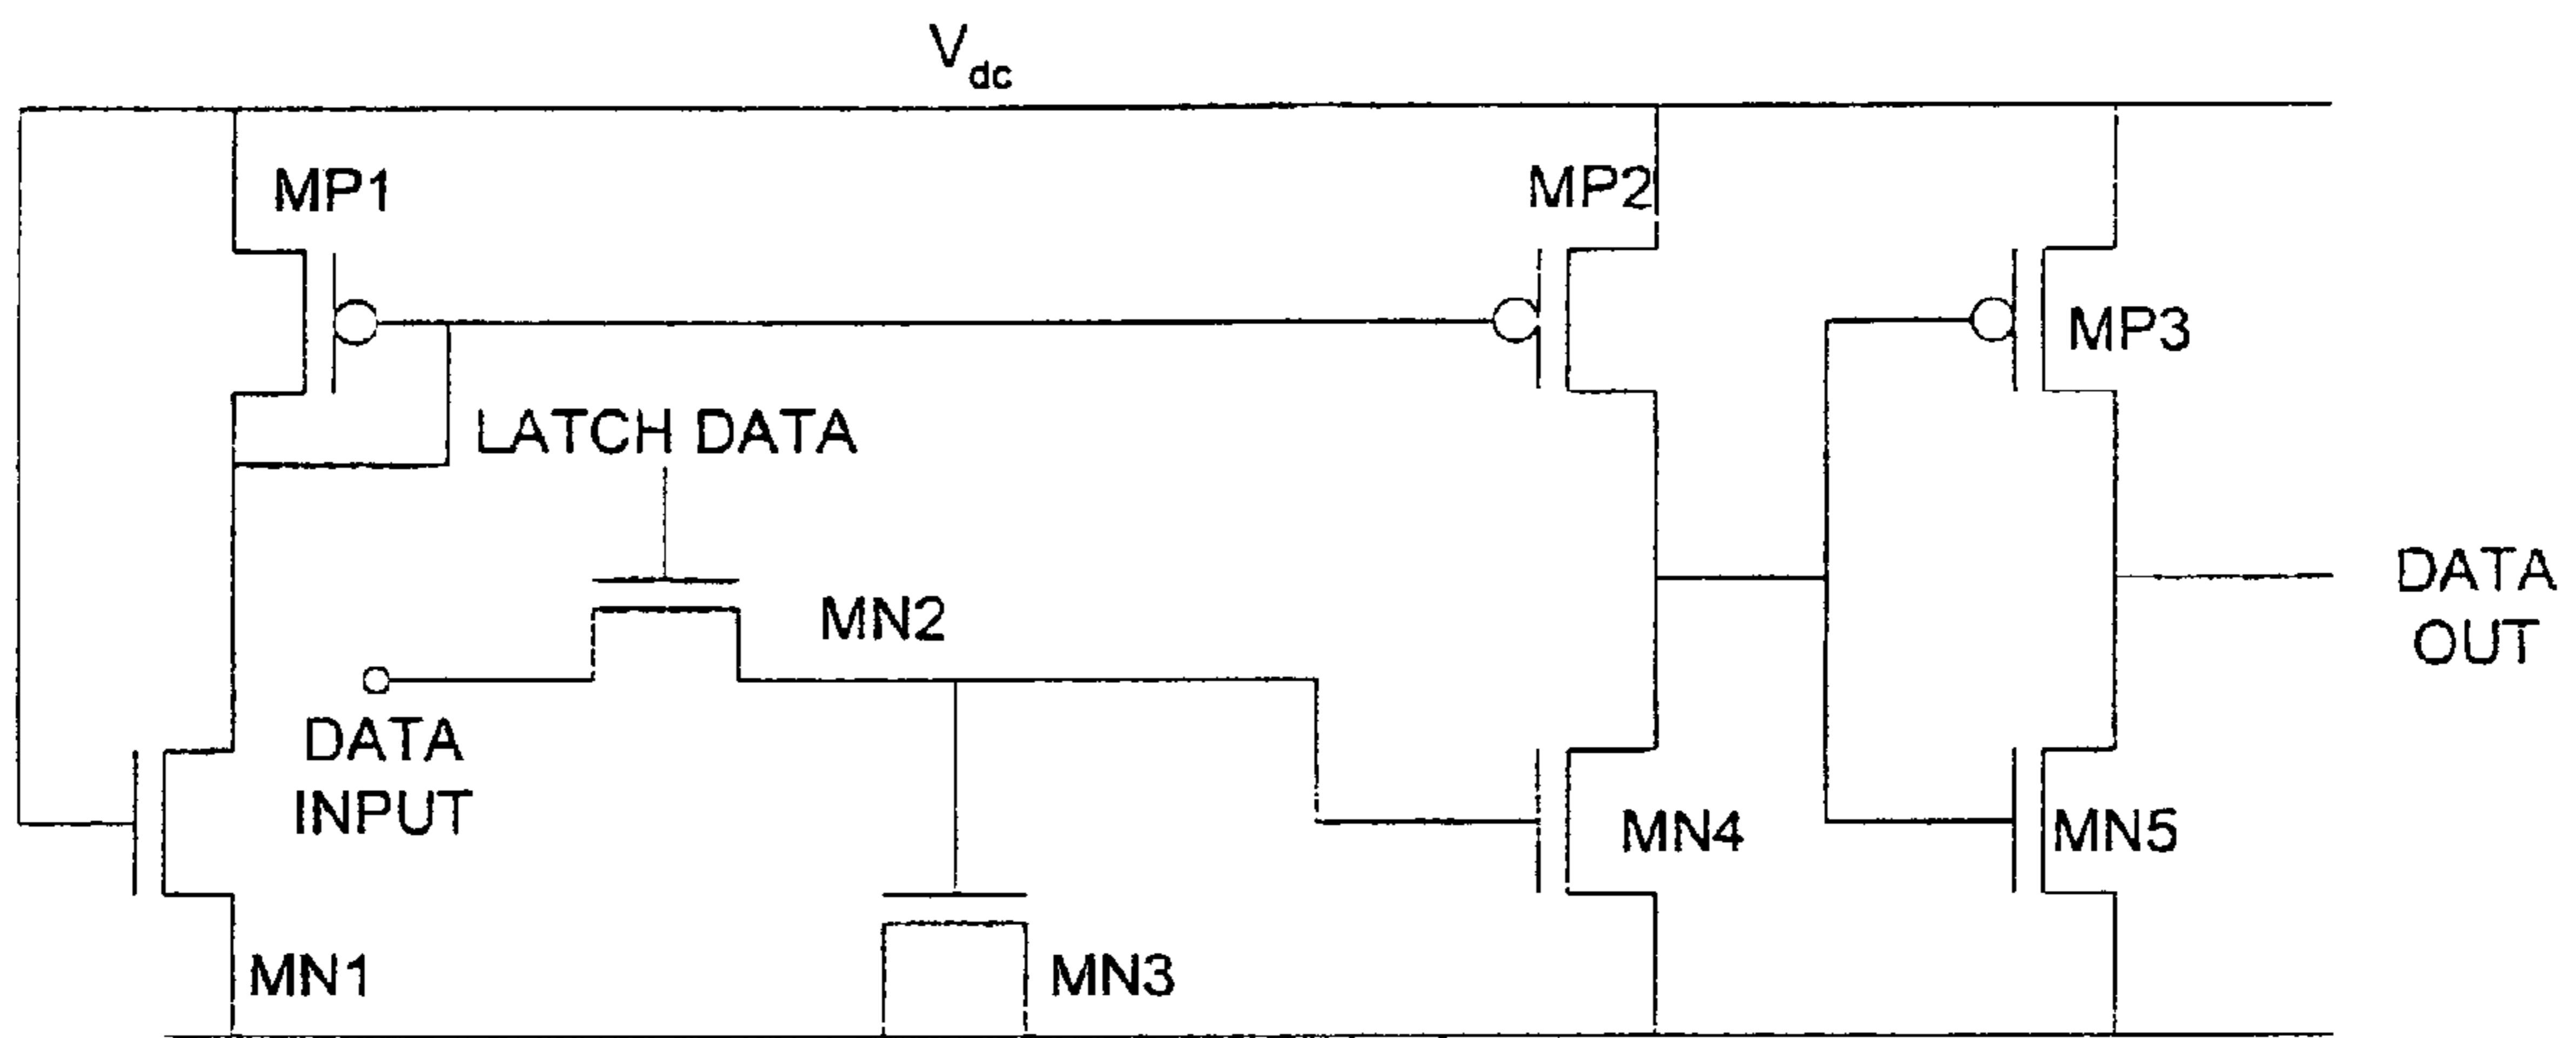 Vdc
MP1
MP2
MP3
LATCH DATA
MN2
DATA
OUT
DATA
INPUT
MN4
MN5
MN1
MN3